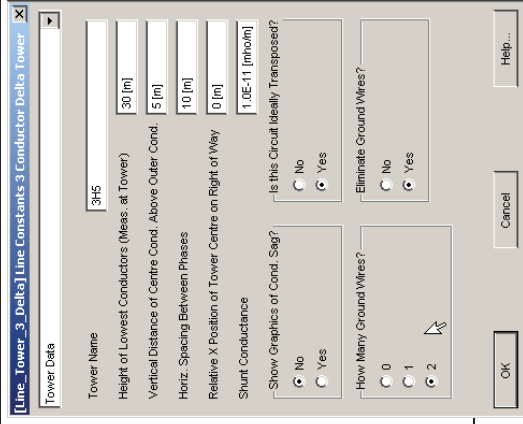 [Line_Tower_3_Delta] Line Constants 3 Conductor Delta Tower
Tower Data
Tower Name 3H5
Height of Lowest Conductors (Meas. at Tower) 30 [m]
Vertical Distance of Centre Cond. Above Outer Cond. 5 [m]
Horiz. Spacing Between Phases 10 [m]
Relative X Position of Tower Centre on Right of Way 0 [m]
Shunt Conductance 1.0E-11 [mho/m]
Show Graphics of Cond. Sag?
No
Yes
Is this Circuit Ideally Transposed?
No
Yes
How Many Ground Wires?
0
1
2
Eliminate Ground Wires?
No
Yes
OK
Cancel
Help...